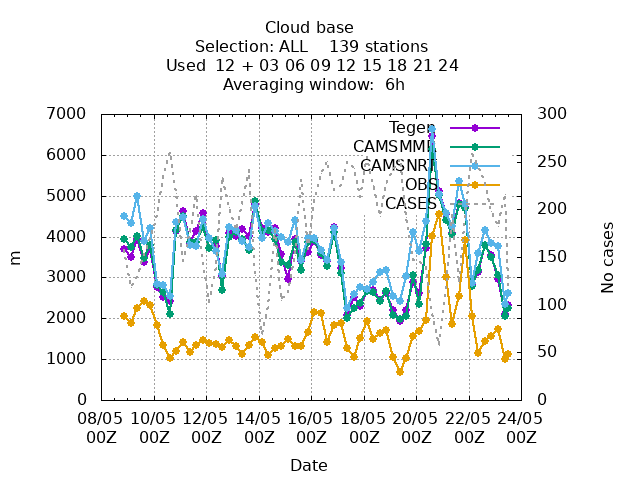 Cloud base
Selection: ALL    139 stations
Used  12 + 03 06 09 12 15 18 21 24
Averaging window:  6h
7000
6000
5000
4000
3000
2000
1000
0
m
300
250
200
150
100
50
0
No cases
Tegen
CAMSMMR
CAMSNRT
OBS
CASES
08/05 10/05 12/05 14/05 16/05 18/05 20/05 22/05 24/05
00Z 00Z 00Z 00Z 00Z 00Z 00Z 00Z 00Z
Date